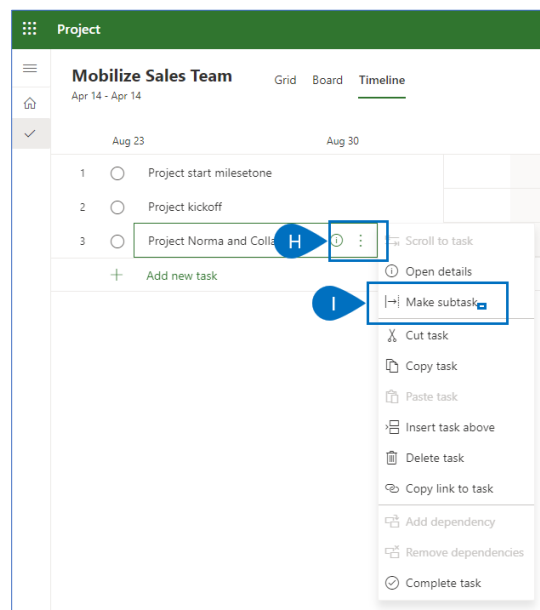 Project
Mobilize Sales Team
Grid Board Timeline
Apr 14 - Apr 14
Aug 23 Aug 30
1 Project start milesetone
2 Project kickoff
3 Project Norma and Colla
H
Scroll to task
Add new task
Open details
I
Make subtask
Cut task
Copy task
Paste task
Insert task above
Delete task
Copy link to task
Add dependency
Remove dependencies
Complete task